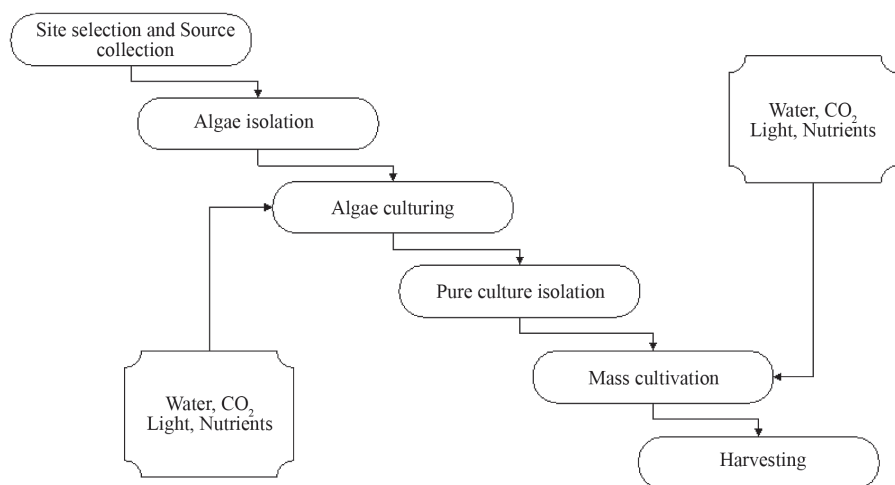 Site selection and Source
collection
Algae isolation
Water, CO₂
Light, Nutrients
Algae culturing
Pure culture isolation
Mass cultivation
Water, CO₂
Light, Nutrients
Harvesting